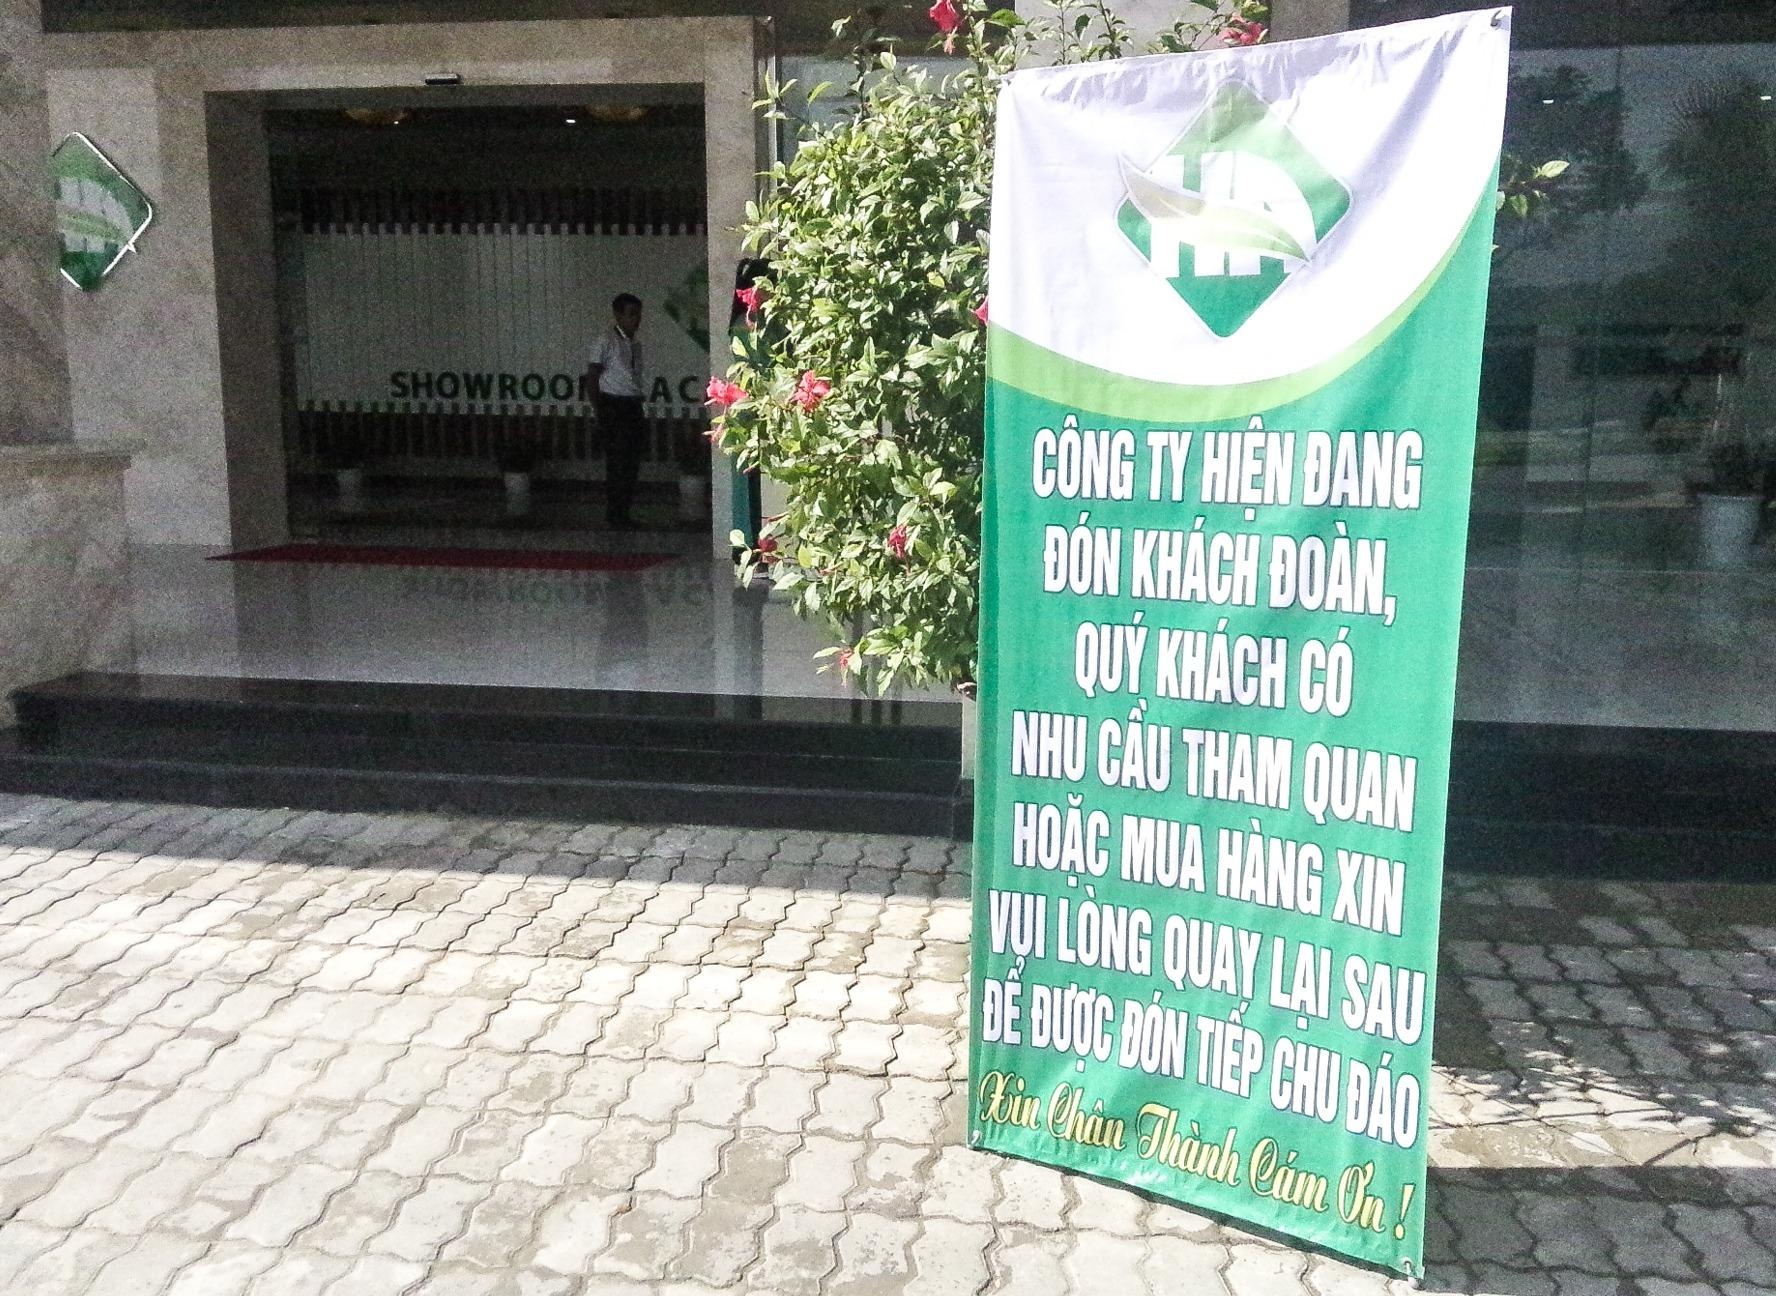 SHOWROO
CÔNG TY HIỆN ĐANG
ĐÓN KHÁCH ĐOÀN,
QUÝ KHÁCH CÓ
NHU CẦU THAM QUAN
HOẶC MUA HÀNG XIN
VUI LÒNG QUAY LẠI SAU
ĐỂ ĐƯỢC ĐÓN TIẾP CHU ĐÁO
Xin Chân Thành Cám Ơn !